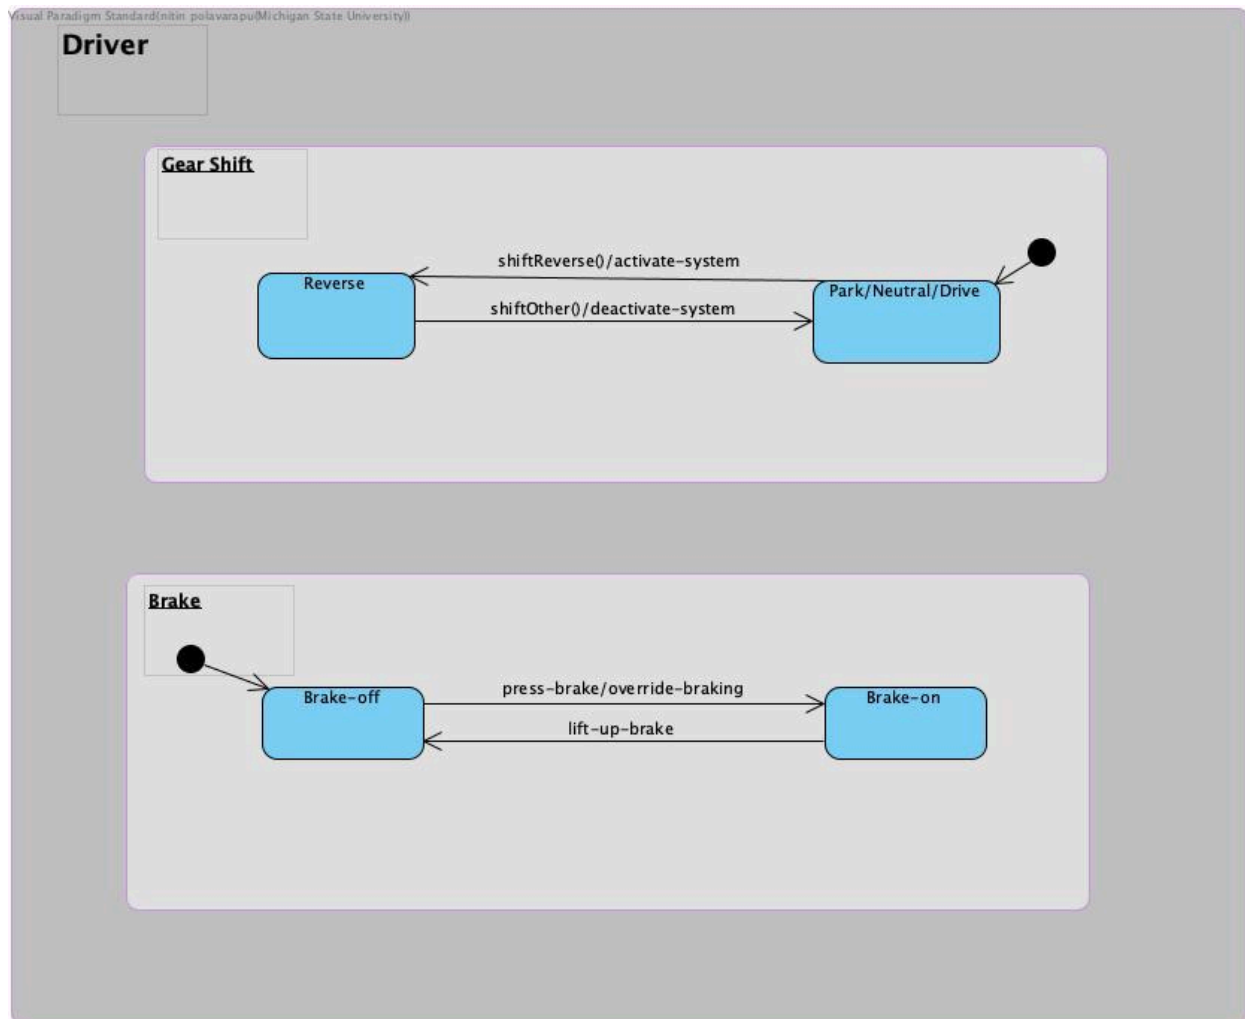 Visual Paradigm Standard(nitin polavarapu(Michigan State University))
Driver
Gear Shift
shiftReverse()/activate-system
Reverse
Park/Neutral/Drive
shiftOther()/deactivate-system
Brake
press-brake/override-braking
Brake-off
Brake-on
lift-up-brake